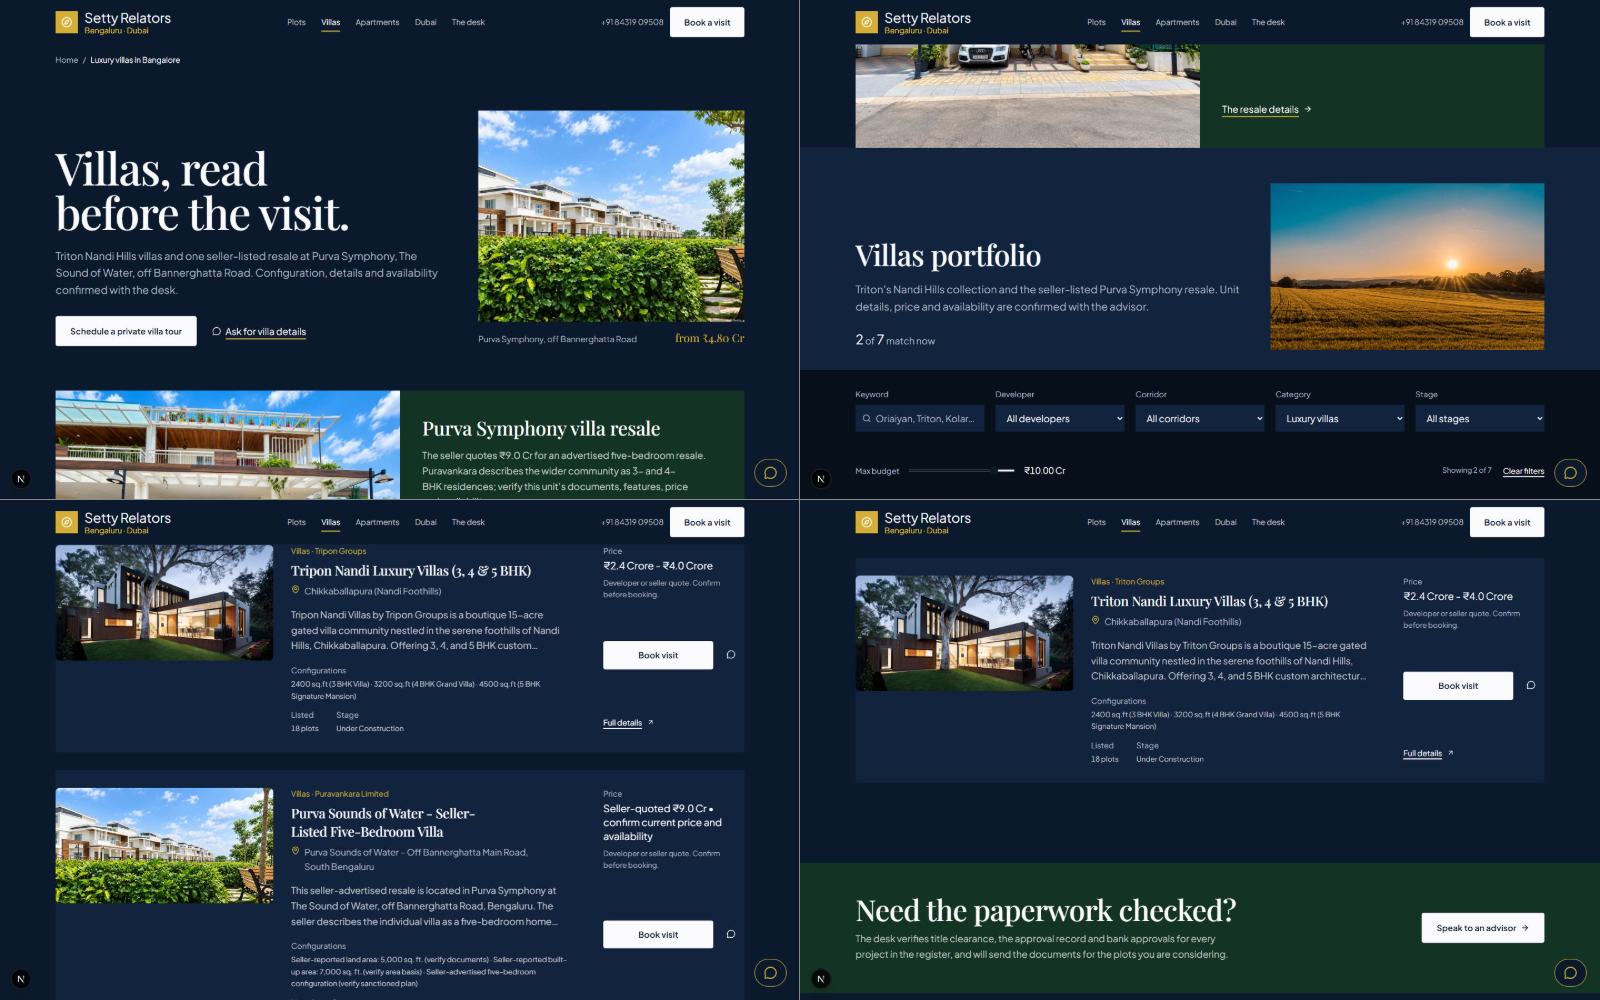 Setty Relators
Bengaluru · Dubai
Plots Villas Apartments Dubai The desk
+91 84319 09508
Book a visit
Home / Luxury villas in Bangalore
Villas, read
before the visit.
Triton Nandi Hills villas and one seller-listed resale at Purva Symphony, The
Sound of Water, off Bannerghatta Road. Configuration, details and availability
confirmed with the desk.
Schedule a private villa tour
Ask for villa details
Purva Symphony, off Bannerghatta Road
from ₹4.80 Cr
Purva Symphony villa resale
The seller quotes ₹9.0 Cr for an advertised five-bedroom resale.
Puravankara describes the wider community as 3- and 4-
BHK residences; verify this unit's documents, features, price
N
Setty Relators
Bengaluru · Dubai
Plots Villas Apartments Dubai The desk
+91 84319 09508
Book a visit
The resale details →
Villas portfolio
Triton's Nandi Hills collection and the seller-listed Purva Symphony resale. Unit
details, price and availability are confirmed with the advisor.
2 of 7 match now
Keyword
Oriaiyan, Triton, Kolar...
Developer
All developers
Corridor
All corridors
Category
Luxury villas
Stage
All stages
Max budget
₹10.00 Cr
Showing 2 of 7
Clear filters
N
Setty Relators
Bengaluru · Dubai
Plots Villas Apartments Dubai The desk
+91 84319 09508
Book a visit
Villas · Tripon Groups
Tripon Nandi Luxury Villas (3, 4 & 5 BHK)
Chikkaballapura (Nandi Foothills)
Tripon Nandi Villas by Tripon Groups is a boutique 15-acre
gated villa community nestled in the serene foothills of Nandi
Hills, Chikkaballapura. Offering 3, 4, and 5 BHK custom...
Configurations
2400 sq.ft (3 BHK Villa) · 3200 sq.ft (4 BHK Grand Villa) · 4500 sq.ft (5 BHK
Signature Mansion)
Listed
18 plots
Stage
Under Construction
Price
₹2.4 Crore - ₹4.0 Crore
Developer or seller quote. Confirm
before booking.
Book visit
Full details
Villas · Puravankara Limited
Purva Sounds of Water - Seller-
Listed Five-Bedroom Villa
Purva Sounds of Water - Off Bannerghatta Main Road,
South Bengaluru
This seller-advertised resale is located in Purva Symphony at
The Sound of Water, off Bannerghatta Road, Bengaluru. The
seller describes the individual villa as a five-bedroom home...
Configurations
Seller-reported land area: 5,000 sq. ft. (verify documents) · Seller-reported built-
up area: 7,000 sq. ft. (verify area basis) · Seller-advertised five-bedroom
configuration (verify sanctioned plan)
Price
Seller-quoted ₹9.0 Cr •
confirm current price and
availability
Developer or seller quote. Confirm
before booking.
Book visit
N
Setty Relators
Bengaluru · Dubai
Plots Villas Apartments Dubai The desk
+91 84319 09508
Book a visit
Villas · Triton Groups
Triton Nandi Luxury Villas (3, 4 & 5 BHK)
Chikkaballapura (Nandi Foothills)
Triton Nandi Villas by Triton Groups is a boutique 15-acre gated
villa community nestled in the serene foothills of Nandi Hills,
Chikkaballapura. Offering 3, 4, and 5 BHK custom architectur...
Configurations
2400 sq.ft (3 BHK Villa) · 3200 sq.ft (4 BHK Grand Villa) · 4500 sq.ft (5 BHK
Signature Mansion)
Listed
18 plots
Stage
Under Construction
Price
₹2.4 Crore - ₹4.0 Crore
Developer or seller quote. Confirm
before booking.
Book visit
Full details
Need the paperwork checked?
The desk verifies title clearance, the approval record and bank approvals for every
project in the register, and will send the documents for the plots you are considering.
Speak to an advisor →
N